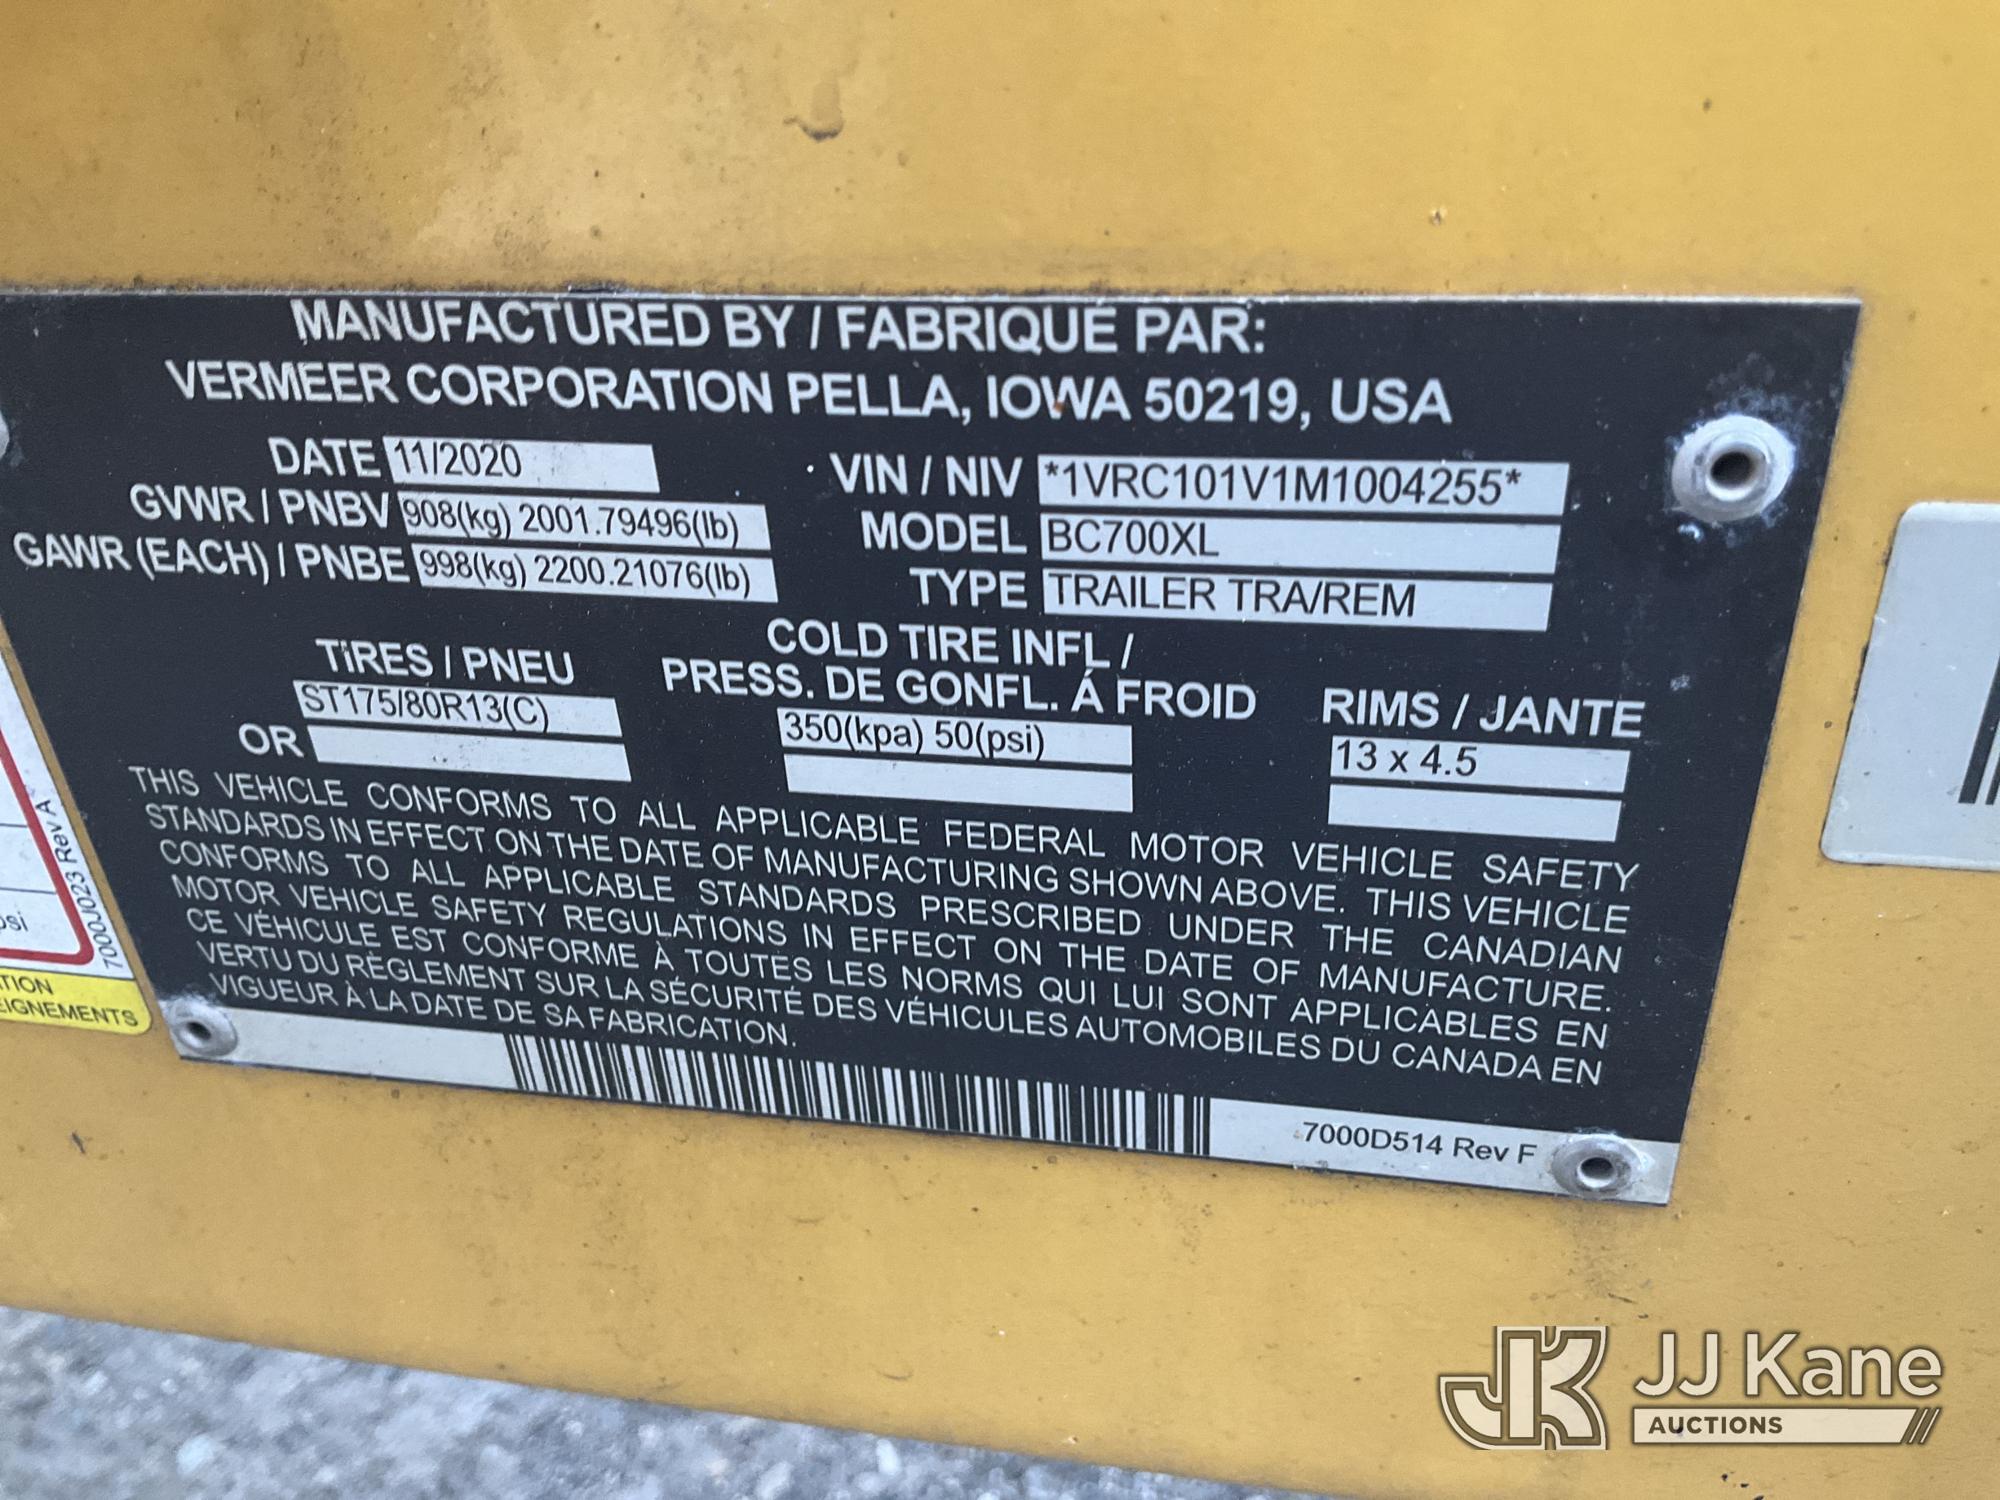 MANUFACTURED BY / FABRIQUÉ PAR:
VERMEER CORPORATION PELLA, IOWA 50219, USA
DATE 11/2020
GVWR / PNBV 908(kg) 2001.79496(lb)
GAWR (EACH) / PNBE 998(kg) 2200.21076(lb)
VIN / NIV *1VRC101V1M1004255*
MODEL BC700XL
TYPE TRAILER TRA/REM
TIRES / PNEU
ST175/80R13(C)
OR
COLD TIRE INFL /
PRESS. DE GONFL. Á FROID
350(kpa) 50(psi)
RIMS / JANTE
13 x 4.5
THIS VEHICLE CONFORMS TO ALL APPLICABLE FEDERAL MOTOR VEHICLE SAFETY
STANDARDS IN EFFECT ON THE DATE OF MANUFACTURING SHOWN ABOVE. THIS VEHICLE
CONFORMS TO ALL APPLICABLE STANDARDS PRESCRIBED UNDER THE CANADIAN
MOTOR VEHICLE SAFETY REGULATIONS IN EFFECT ON THE DATE OF MANUFACTURE.
CE VÉHICULE EST CONFORME À TOUTES LES NORMS QUI LUI SONT APPLICABLES EN
VERTU DU RÈGLEMENT SUR LA SÉCURITÉ DES VÉHICULES AUTOMOBILES DU CANADA EN
VIGUEUR À LA DATE DE SA FABRICATION.
7000D514 Rev F
7000J023 Rev A
psi
JJ Kane
AUCTIONS